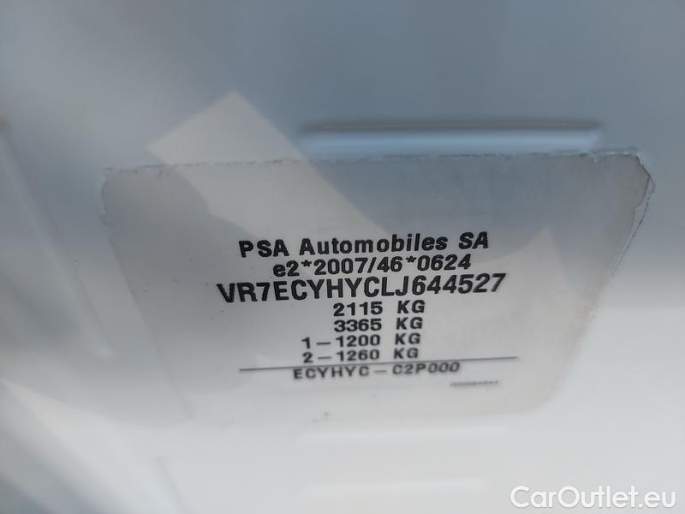 PSA Automobiles SA
e2*2007/46*0624
VR7ECYHYCLJ644527
2115 KG
3365 KG
1-1200 KG
2-1260 KG
ECYHYC-C2P000
CarOutlet.eu